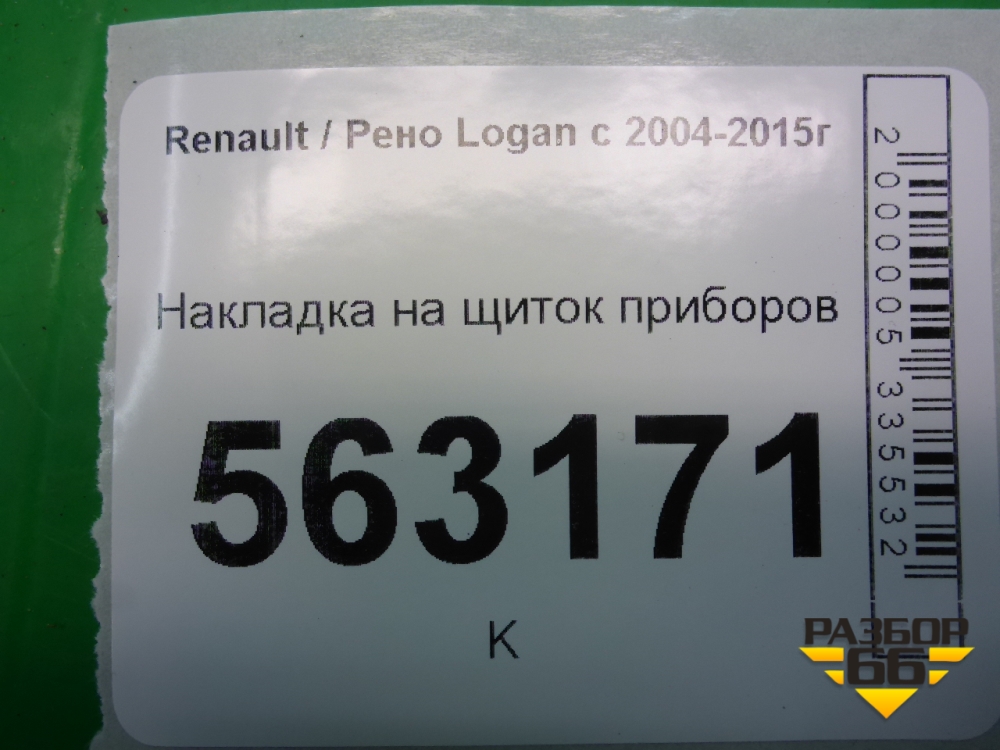 Renault / Рено Logan с 2004-2015г
Накладка на щиток приборов
563171
К
2000005335532
РАЗБОР
66